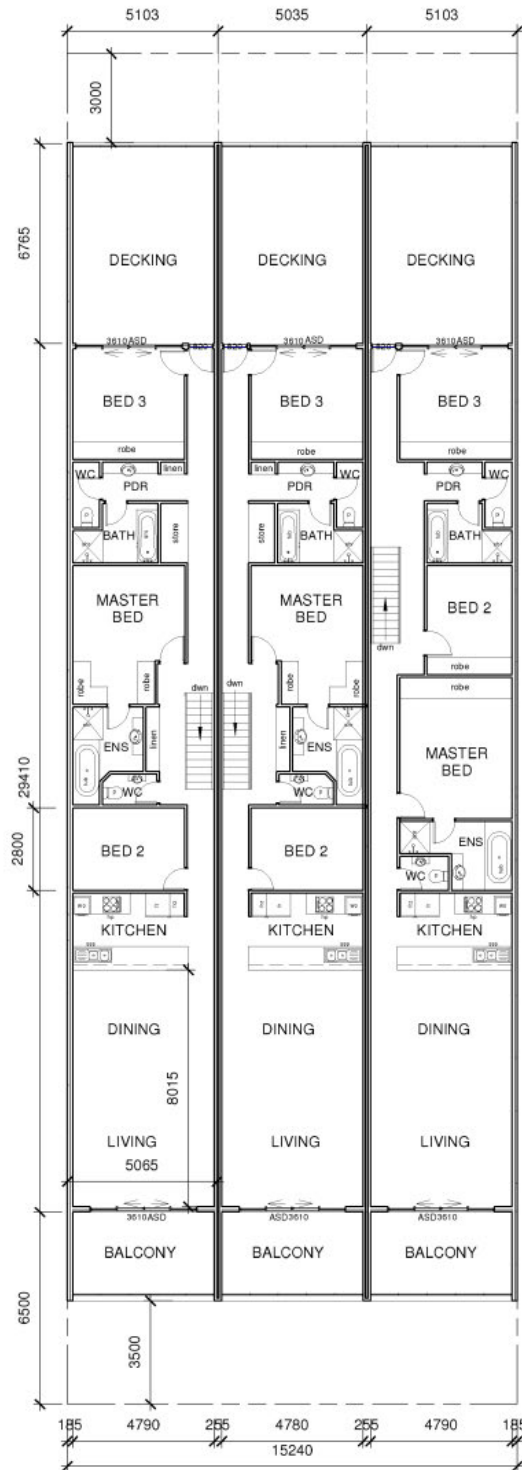 5103 5035 5103
3000
6765
DECKING DECKING DECKING
3610ASD 3610ASD 3610ASD
820 820 820
BED 3 BED 3 BED 3
robe robe robe
WC linen linen WC WC
PDR PDR PDR
BATH store store BATH BATH
MASTER BED MASTER BED BED 2
dwn
robe robe robe robe robe
dwn dwn robe
ENS linen linen ENS MASTER BED
29410
WC WC
2800
BED 2 BED 2 ENS
WC
KITCHEN KITCHEN KITCHEN
DINING DINING DINING
8015
LIVING LIVING LIVING
5065
3610ASD ASD3610 ASD3610
BALCONY BALCONY BALCONY
6500
3500
185 4790 255 4780 255 4790 185
15240